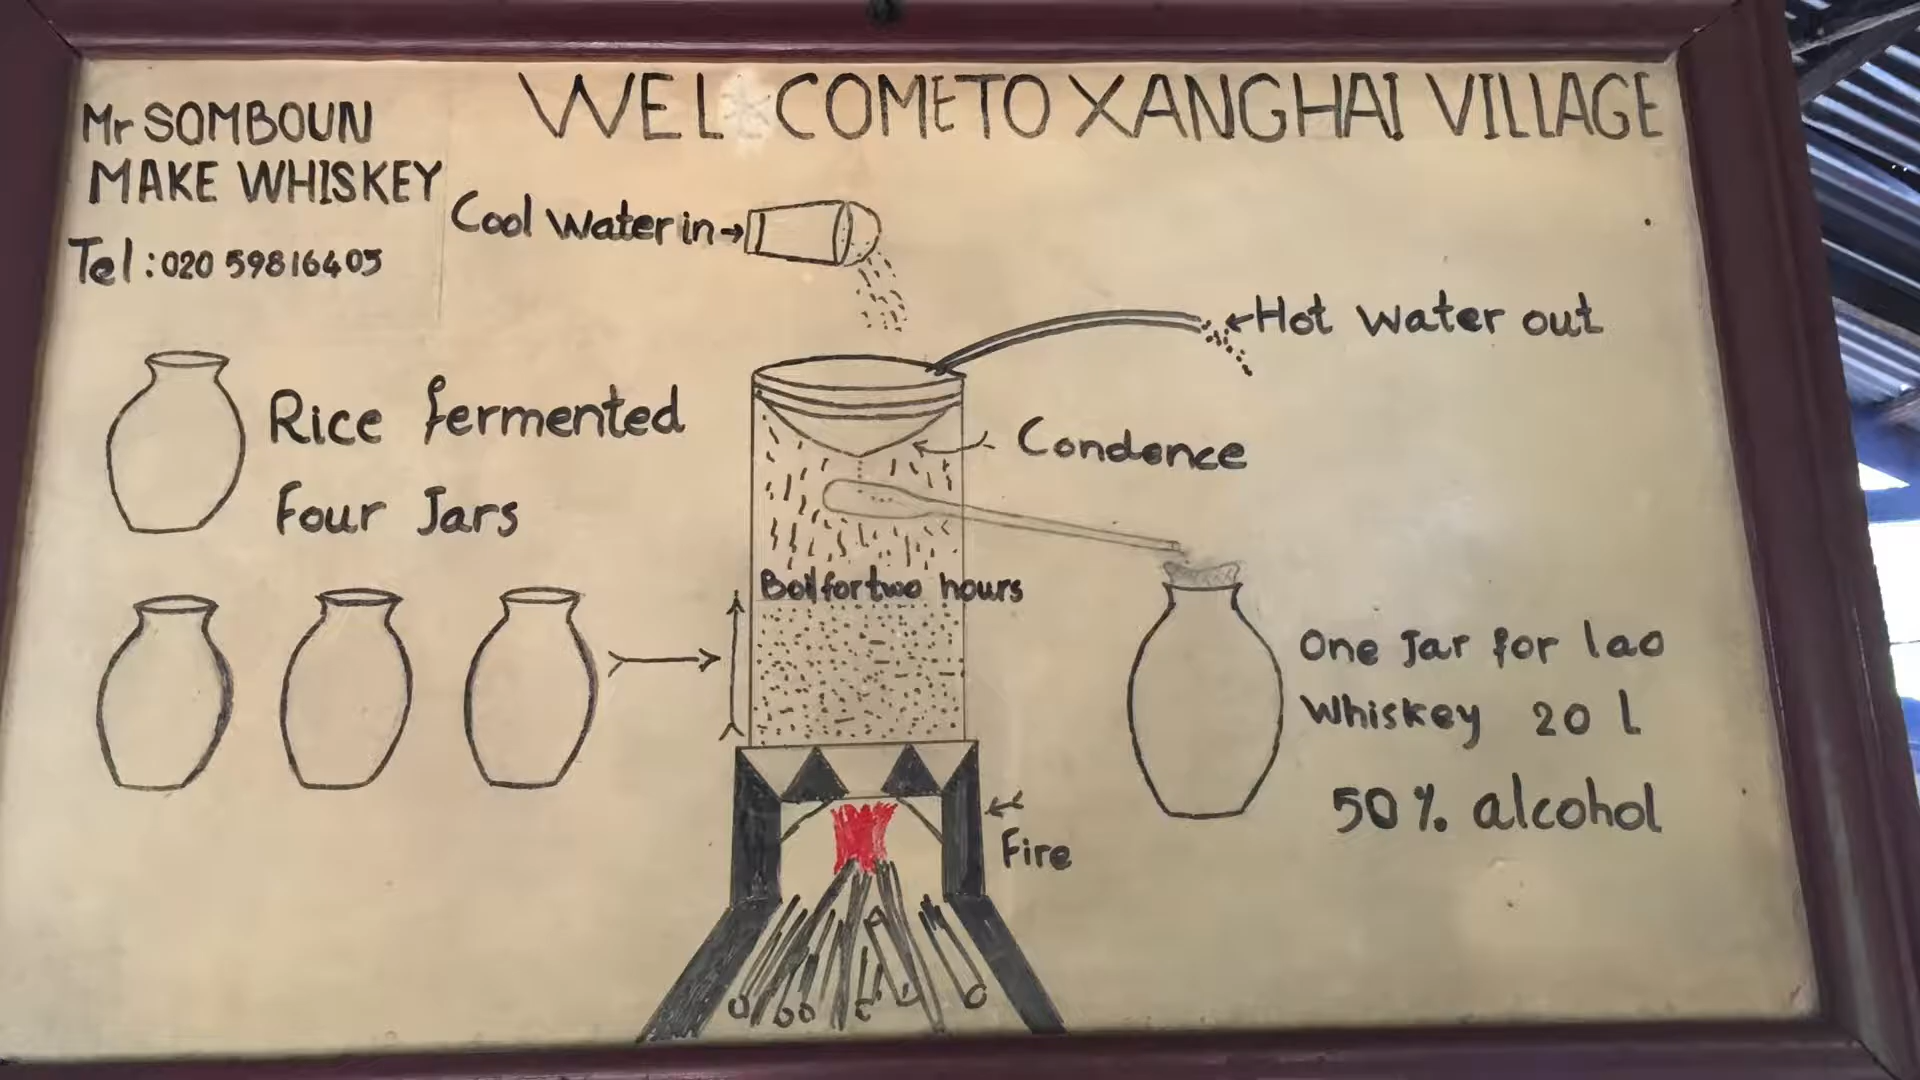 WELCOME TO XANGHAI VILLAGE
Mr SOMBOUN
MAKE WHISKEY
Tel: 020 59816405
Cool Water in
Hot Water out
Rice fermented
Four Jars
Condence
Boil for two hours
One Jar for lao
Whiskey 20 l
50% alcohol
Fire